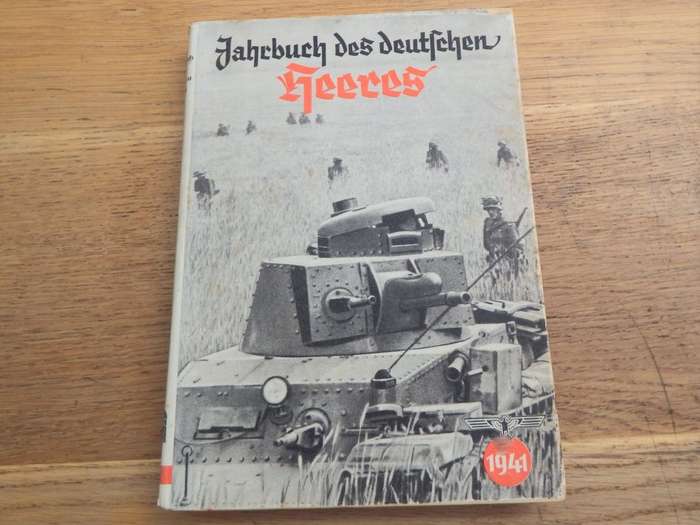 Jahrbuch des deutschen
Heeres
1941